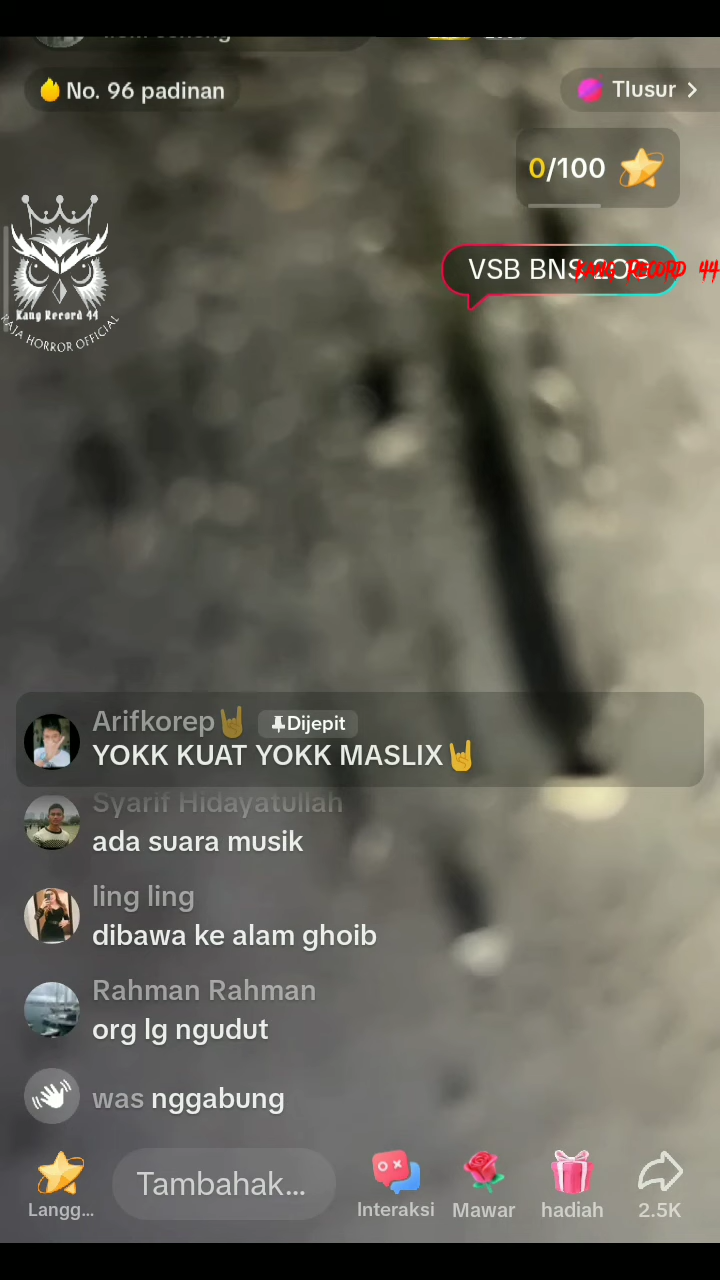 No. 96 padinan
Tlusur
0/100
VSB BNS
KANG RECORD 44
Kang Record 44
RAJA HORROR OFFICIAL
Arifkorep🤘 Dijepit
YOKK KUAT YOKK MASLIX🤘
Syarif Hidayatullah
ada suara musik
ling ling
dibawa ke alam ghoib
Rahman Rahman
org lg ngudut
was nggabung
Langg...
Tambahak...
Interaksi
Mawar
hadiah
2.5K